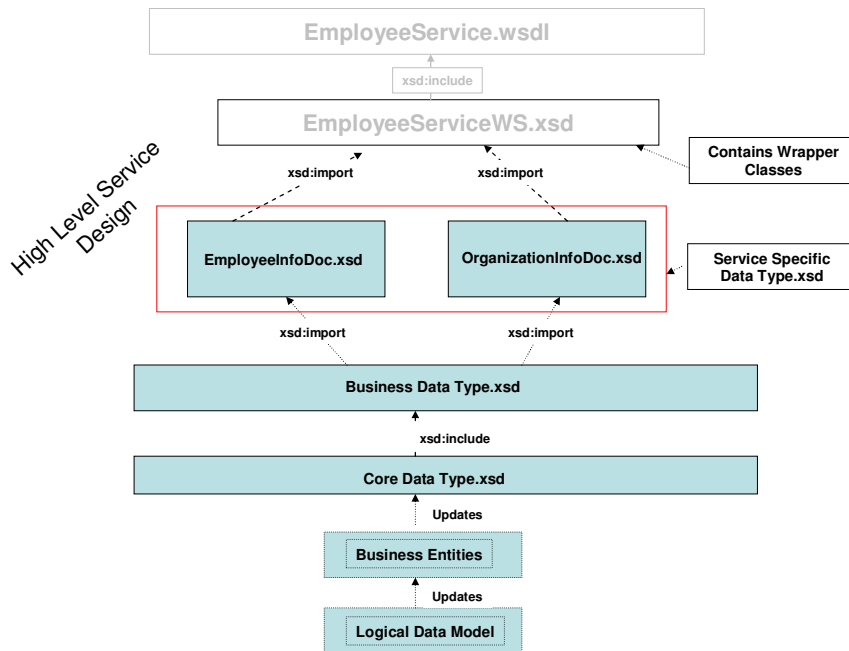 EmployeeService.wsdl
xsd:include
EmployeeServiceWS.xsd
High Level Service
Design
Contains Wrapper
Classes
xsd:import
xsd:import
EmployeeInfoDoc.xsd
OrganizationInfoDoc.xsd
Service Specific
Data Type.xsd
xsd:import
xsd:import
Business Data Type.xsd
xsd:include
Core Data Type.xsd
Updates
Business Entities
Updates
Logical Data Model